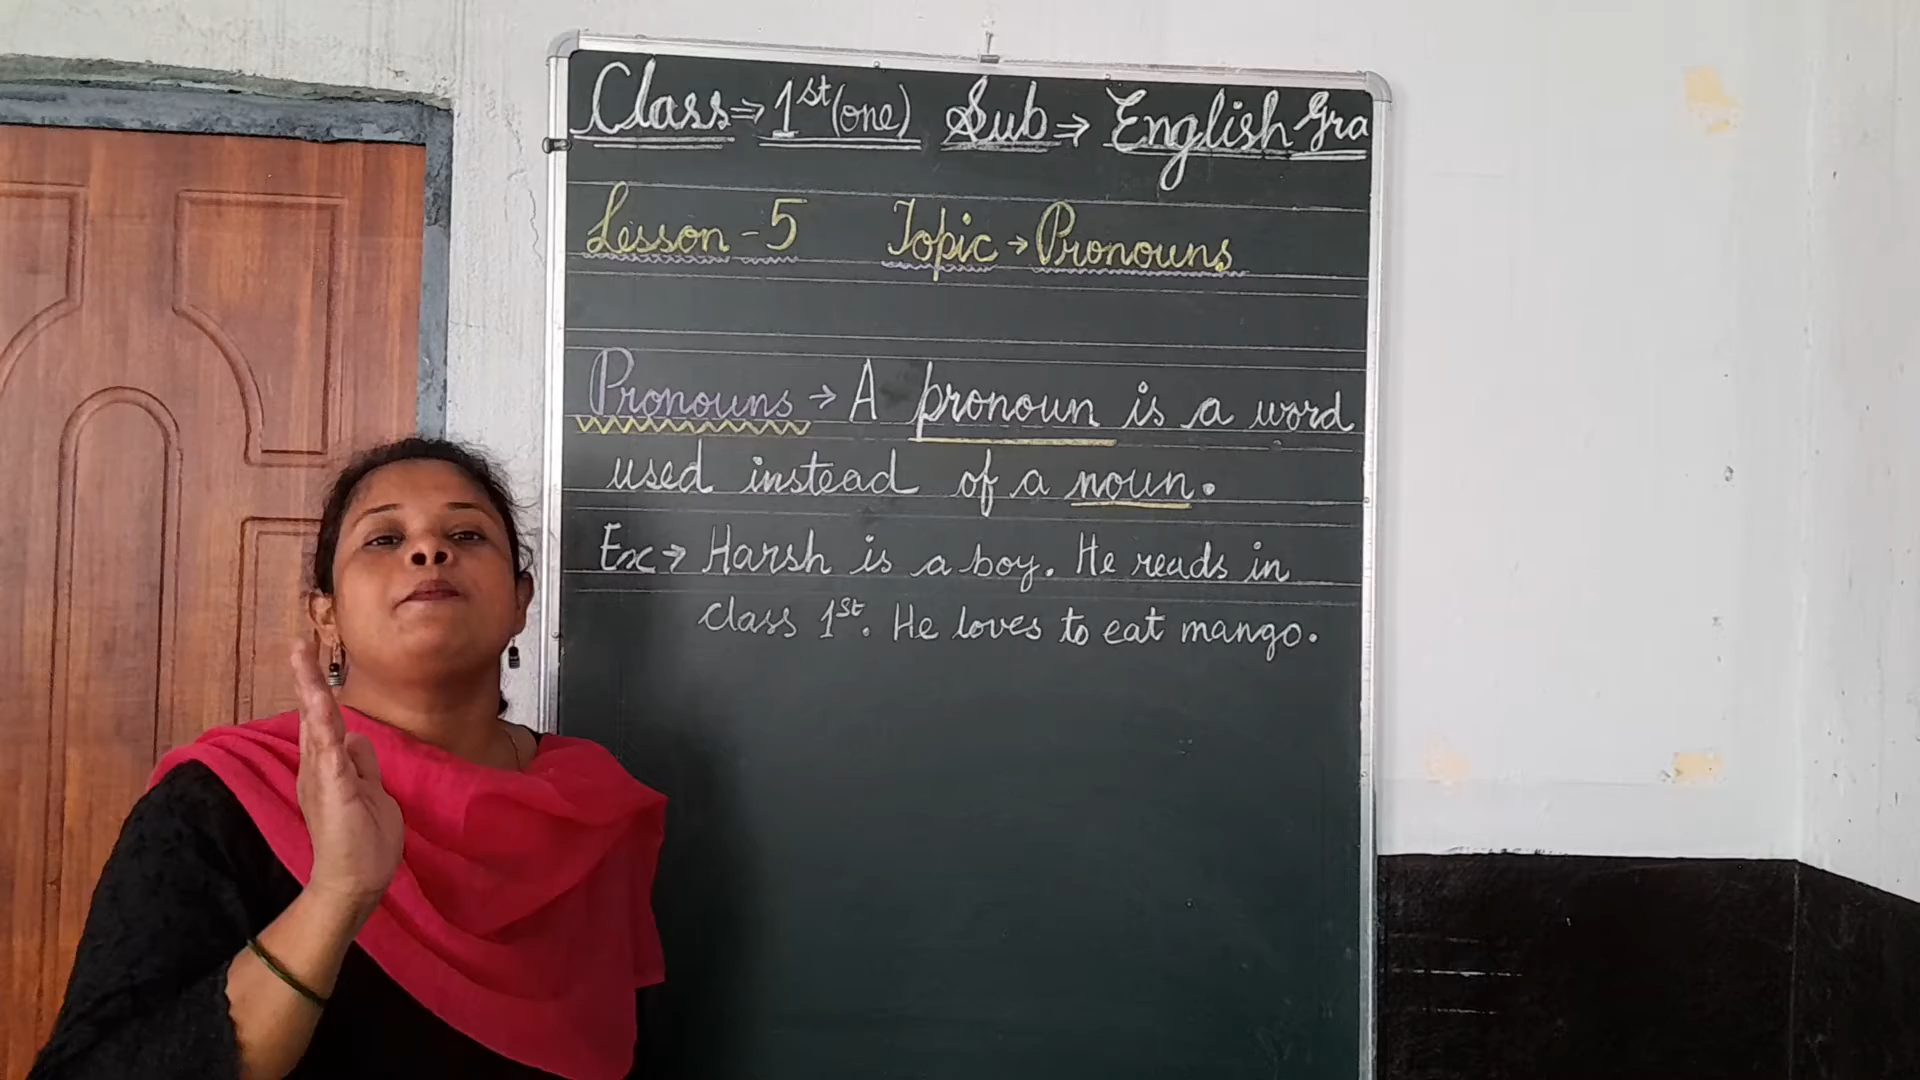 Class ⇒ 1st (one) Sub ⇒ English Gra
Lesson - 5 Topic → Pronouns
Pronouns → A pronoun is a word
used instead of a noun.
Ex → Harsh is a boy. He reads in
class 1st. He loves to eat mango.